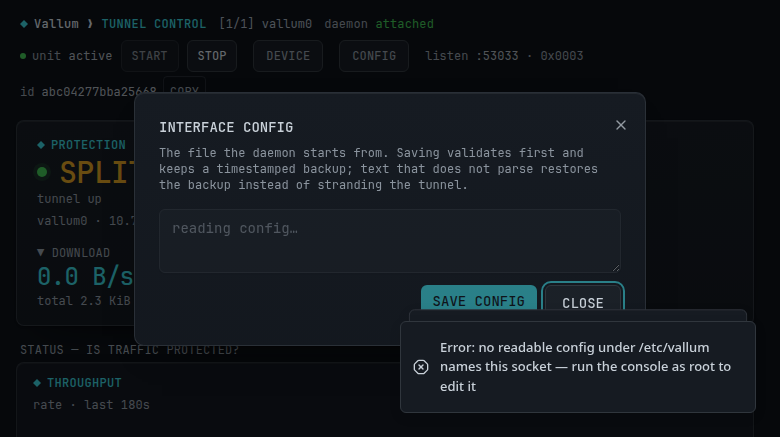 ◆ Vallum ❯ TUNNEL CONTROL [1/1] vallum0 daemon attached
unit active START STOP DEVICE CONFIG listen :53033 · 0x0003
id abc04277bba25668 COPY
◆ PROTECTION
SPLIT
tunnel up
vallum0 · 10.7
▼ DOWNLOAD
0.0 B/s
total 2.3 KiB
INTERFACE CONFIG
The file the daemon starts from. Saving validates first and
keeps a timestamped backup; text that does not parse restores
the backup instead of stranding the tunnel.
reading config…
SAVE CONFIG CLOSE
Error: no readable config under /etc/vallum
names this socket — run the console as root to
edit it
STATUS — IS TRAFFIC PROTECTED?
◆ THROUGHPUT
rate · last 180s